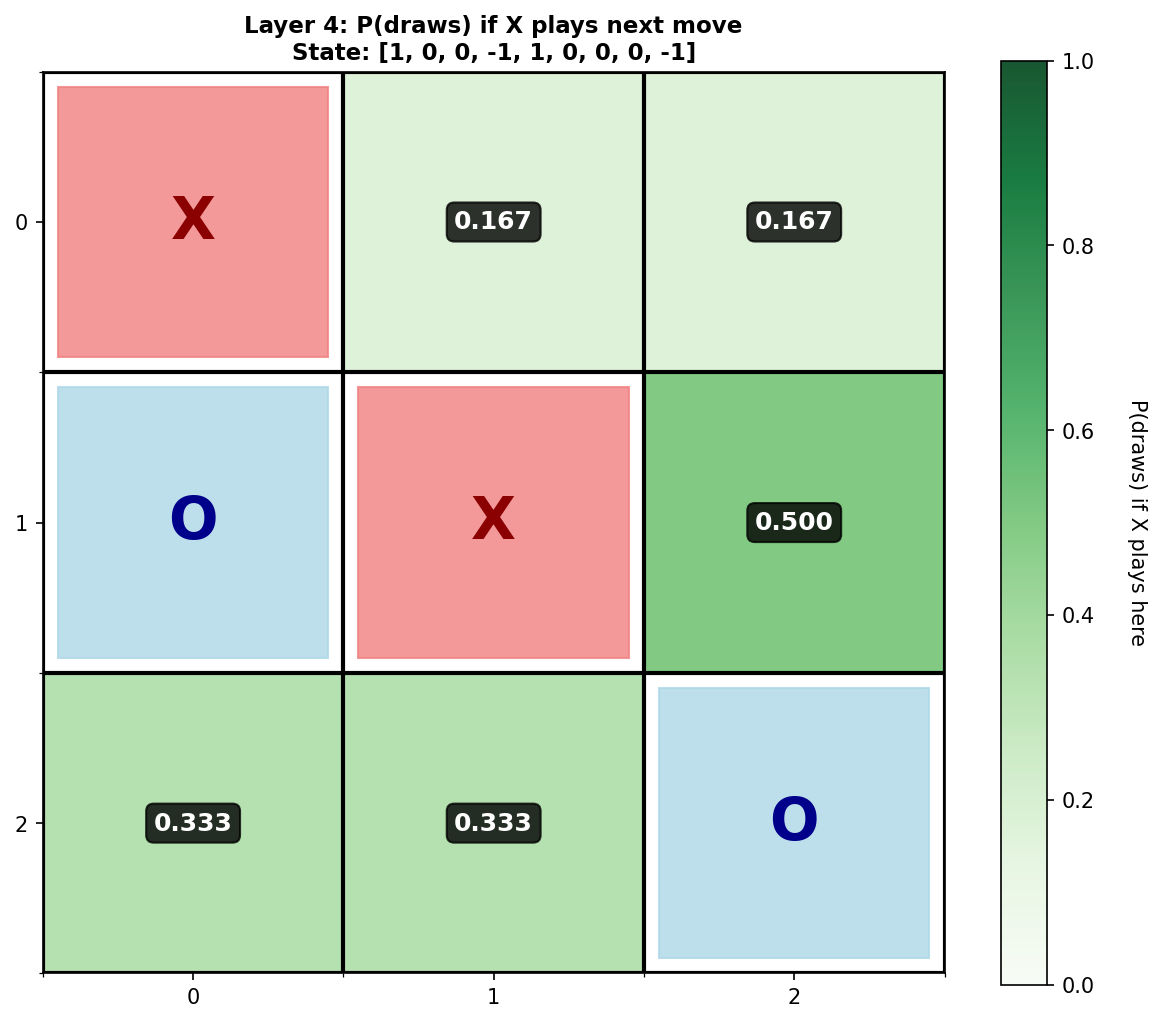 Layer 4: P(draws) if X plays next move
State: [1, 0, 0, -1, 1, 0, 0, 0, -1]
0
X
0.167
0.167
1
O
X
0.500
2
0.333
0.333
O
0
1
2
1.0
0.8
0.6
0.4
0.2
0.0
P(draws) if X plays here